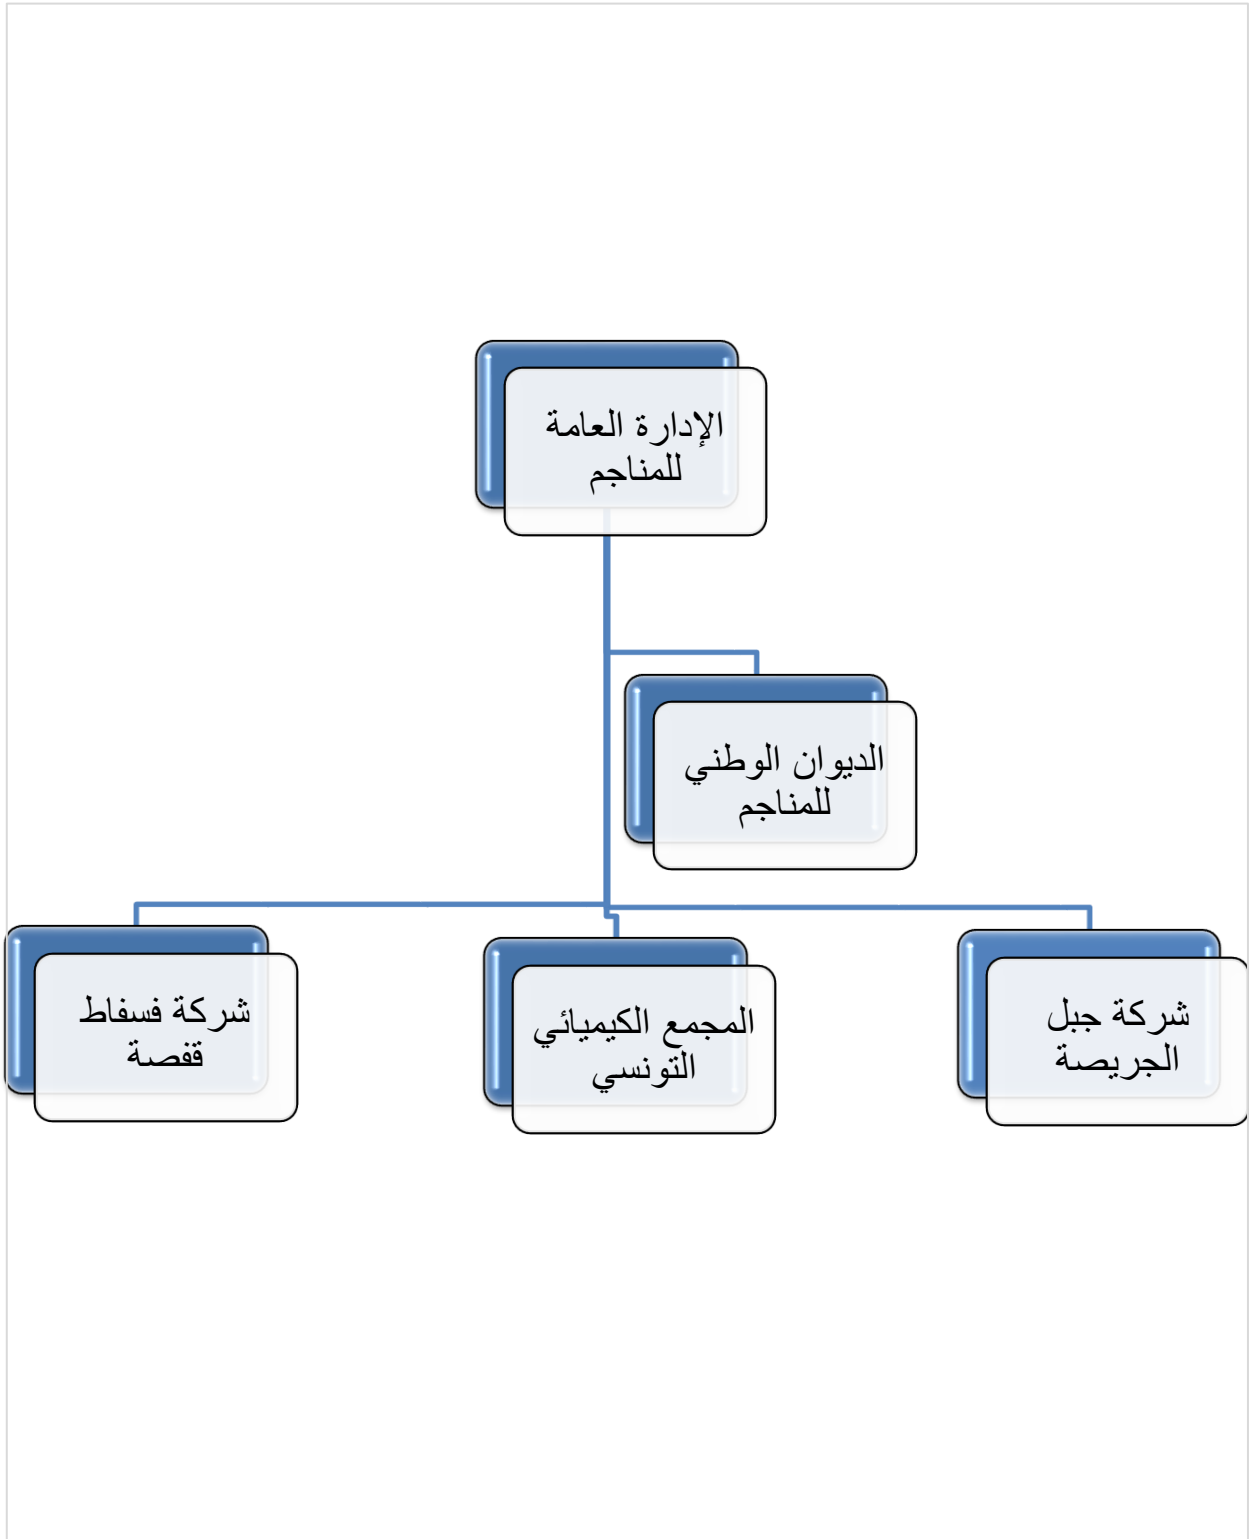 الإدارة العامة
للمناجم
الديوان الوطني
للمناجم
شركة جبل
الجريصة
المجمع الكيميائي
التونسي
شركة فسفاط
قفصة